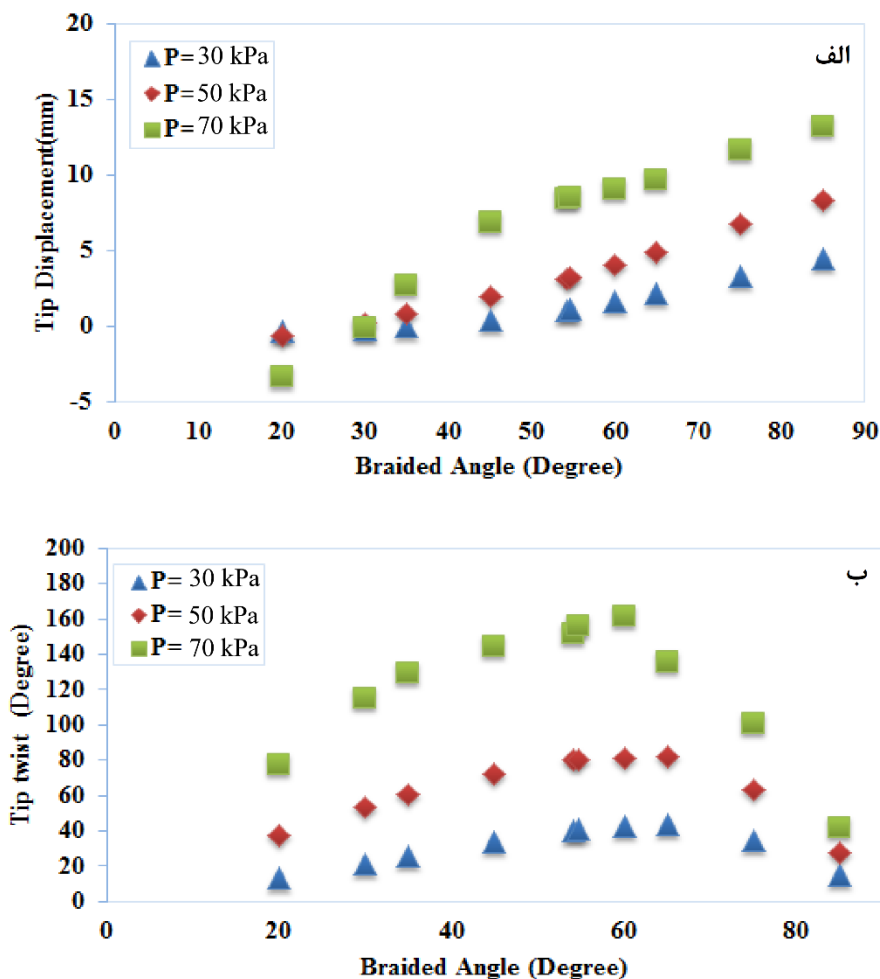 الف
P= 30 kPa
P= 50 kPa
P= 70 kPa
20
15
10
5
0
-5
Tip Displacement(mm)
0 10 20 30 40 50 60 70 80 90
Braided Angle (Degree)
ب
P= 30 kPa
P= 50 kPa
P= 70 kPa
200
180
160
140
120
100
80
60
40
20
0
Tip twist (Degree)
0 20 40 60 80
Braided Angle (Degree)